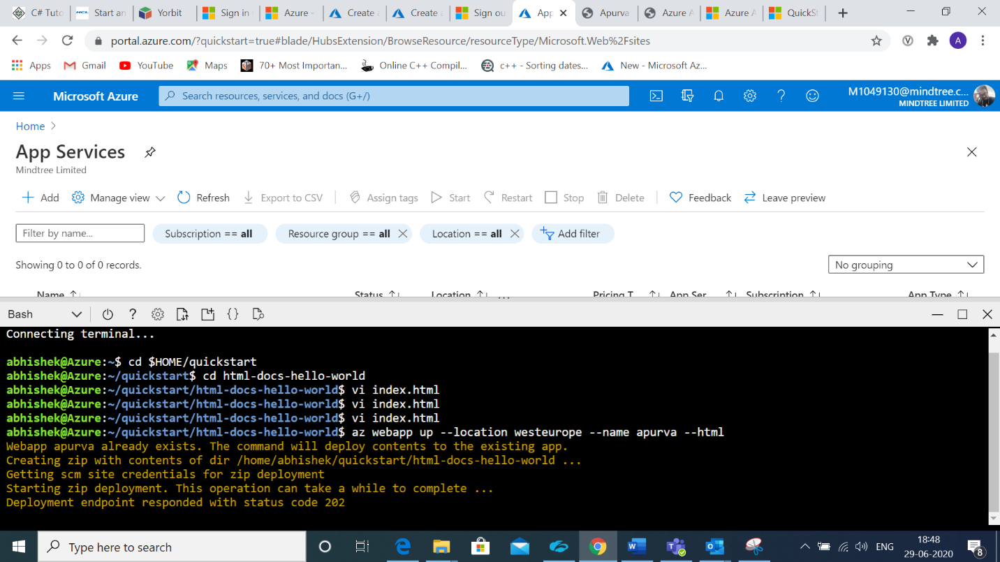 C# Tuto
HCL Start an
Yorbit
Sign in
Azure
Create a
Create a
Sign ou
App
Apurva
Azure A
Azure A
QuickSt
portal.azure.com/?quickstart=true#blade/HubsExtension/BrowseResource/resourceType/Microsoft.Web%2Fsites
A
Apps Gmail YouTube Maps 70+ Most Importan... Online C++ Compil... c++ - Sorting dates... New - Microsoft Az...
Microsoft Azure
Search resources, services, and docs (G+/)
M1049130@mindtree.c...
MINDTREE LIMITED
Home >
App Services
Mindtree Limited
Add Manage view Refresh Export to CSV Assign tags Start Restart Stop Delete Feedback Leave preview
Filter by name... Subscription == all Resource group == all Location == all Add filter
Showing 0 to 0 of 0 records.
No grouping
Name Status Location Pricing T App Ser Subscription App Type
Bash ? {}
Connecting terminal...
abhishek@Azure:~$ cd $HOME/quickstart
abhishek@Azure:~/quickstart$ cd html-docs-hello-world
abhishek@Azure:~/quickstart/html-docs-hello-world$ vi index.html
abhishek@Azure:~/quickstart/html-docs-hello-world$ vi index.html
abhishek@Azure:~/quickstart/html-docs-hello-world$ vi index.html
abhishek@Azure:~/quickstart/html-docs-hello-world$ az webapp up --location westeurope --name apurva --html
Webapp apurva already exists. The command will deploy contents to the existing app.
Creating zip with contents of dir /home/abhishek/quickstart/html-docs-hello-world ...
Getting scm site credentials for zip deployment
Starting zip deployment. This operation can take a while to complete ...
Deployment endpoint responded with status code 202
Type here to search
ENG
18:48
29-06-2020
8